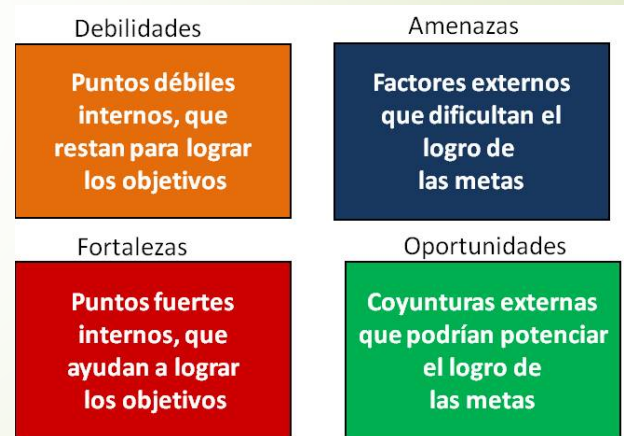 Debilidades
Puntos débiles
internos, que
restan para lograr
los objetivos
Amenazas
Factores externos
que dificultan el
logro de
las metas
Fortalezas
Puntos fuertes
internos, que
ayudan a lograr
los objetivos
Oportunidades
Coyunturas externas
que podrían potenciar
el logro de
las metas